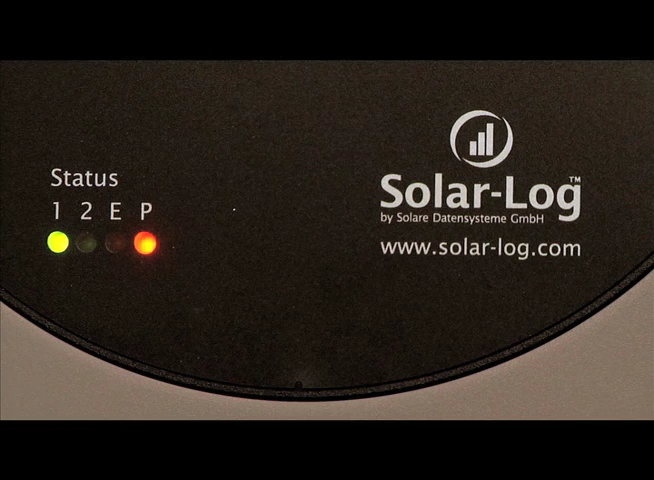 Status
1 2 E P
Solar-Log™
by Solare Datensysteme GmbH
www.solar-log.com